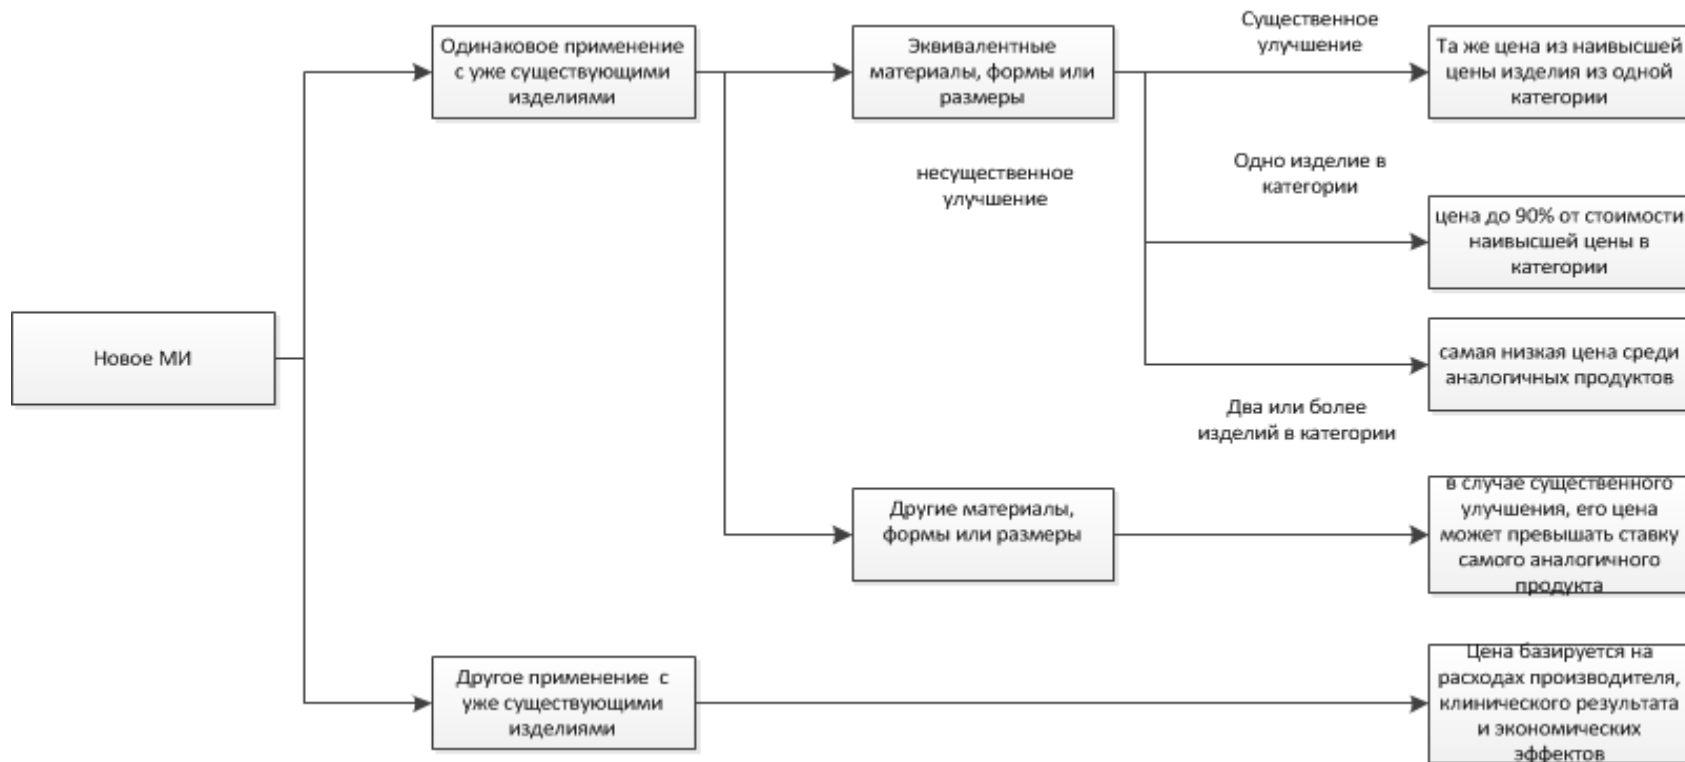 Новое МИ
Одинаковое применение
с уже существующими
изделиями
Эквивалентные
материалы, формы или
размеры
Существенное
улучшение
Та же цена из наивысшей
цены изделия из одной
категории
несущественное
улучшение
Одно изделие в
категории
цена до 90% от стоимости
наивысшей цены в
категории
самая низкая цена среди
аналогичных продуктов
Два или более
изделий в категории
Другие материалы,
формы или размеры
в случае существенного
улучшения, его цена
может превышать ставку
самого аналогичного
продукта
Другое применение с
уже существующими
изделиями
Цена базируется на
расходах производителя,
клинического результата
и экономических
эффектов